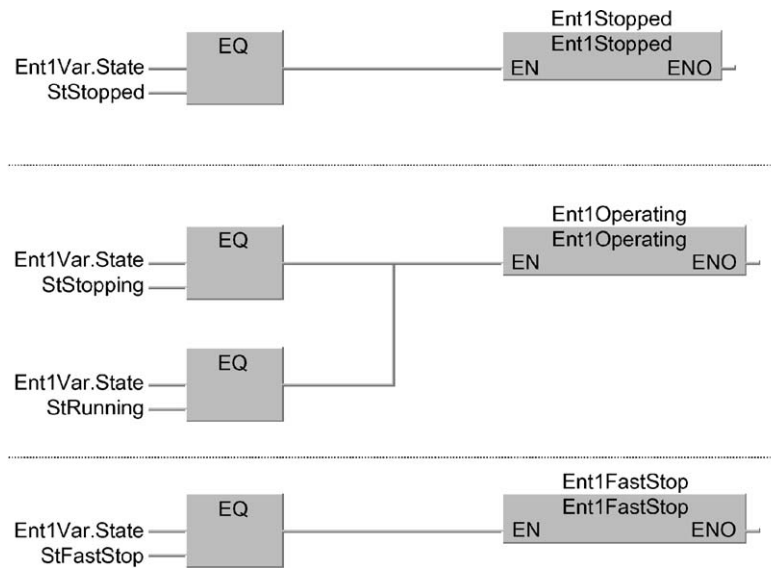 Ent1Stopped
EQ
Ent1Stopped
Ent1Var.State
EN ENO
StStopped
Ent1Operating
EQ
Ent1Operating
Ent1Var.State
EN ENO
StStopping
EQ
Ent1Var.State
StRunning
Ent1FastStop
EQ
Ent1FastStop
Ent1Var.State
EN ENO
StFastStop